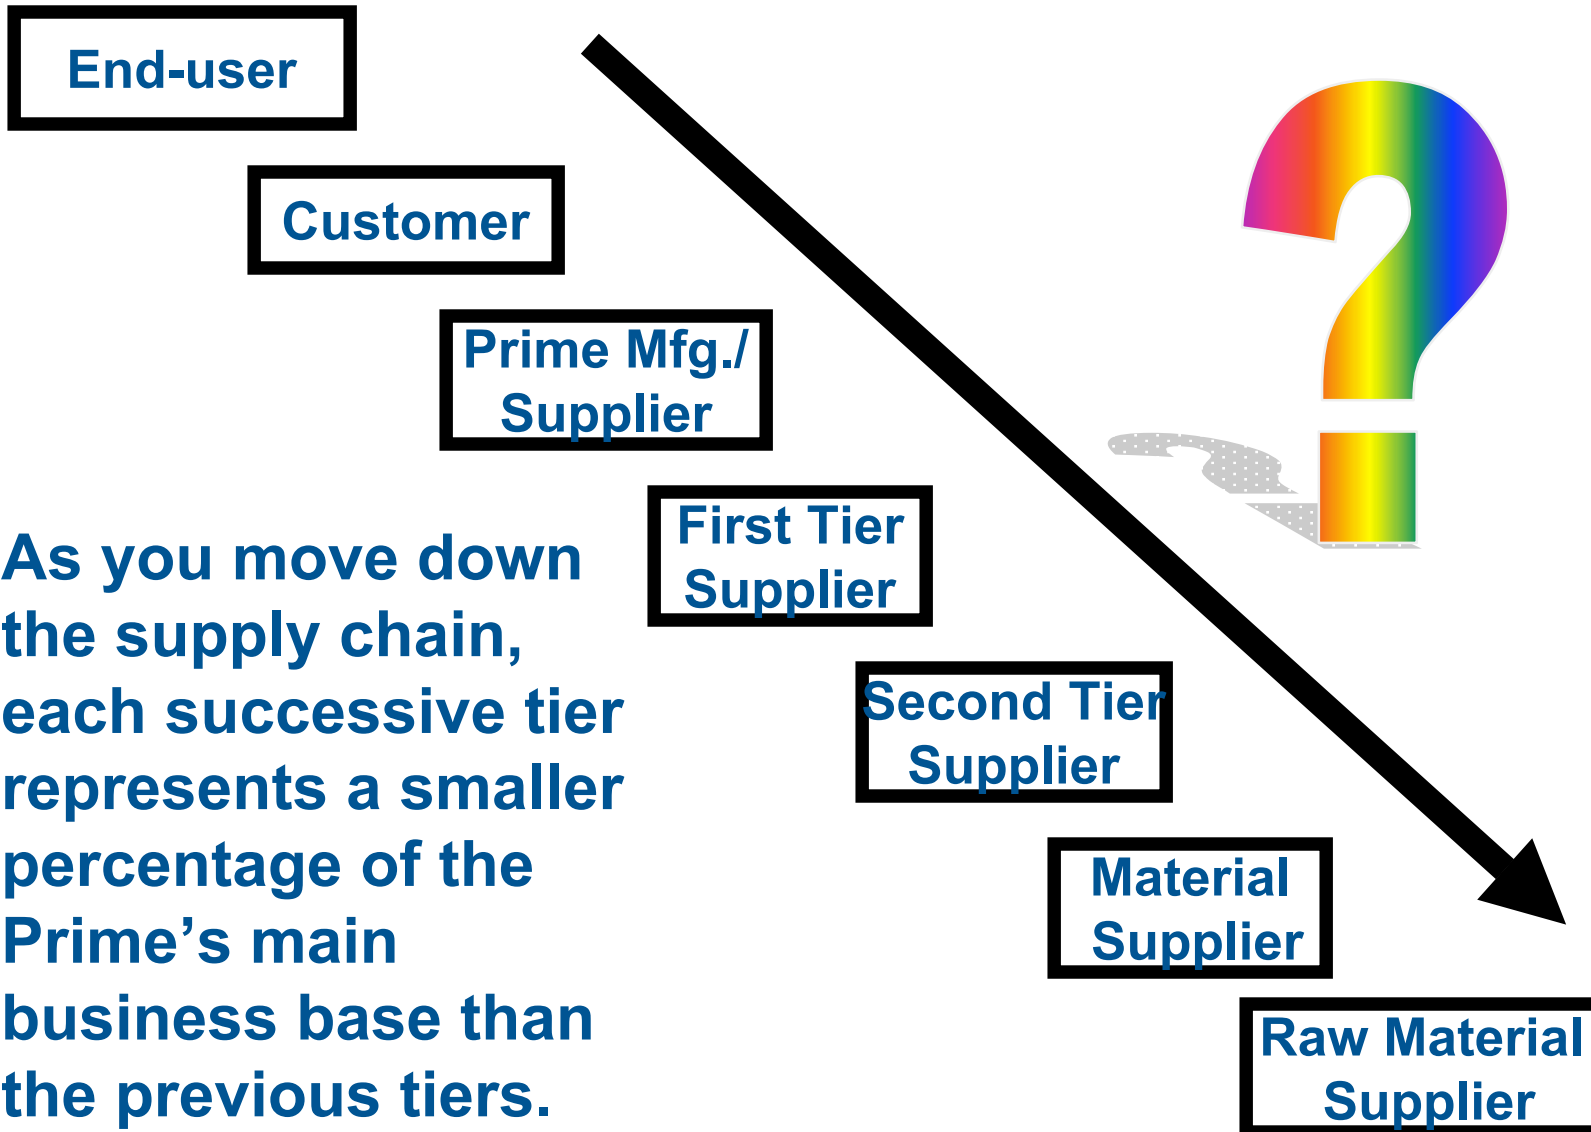 End-user
Customer
Prime Mfg./
Supplier
First Tier
Supplier
Second Tier
Supplier
Material
Supplier
Raw Material
Supplier
As you move down
the supply chain,
each successive tier
represents a smaller
percentage of the
Prime’s main
business base than
the previous tiers.
?